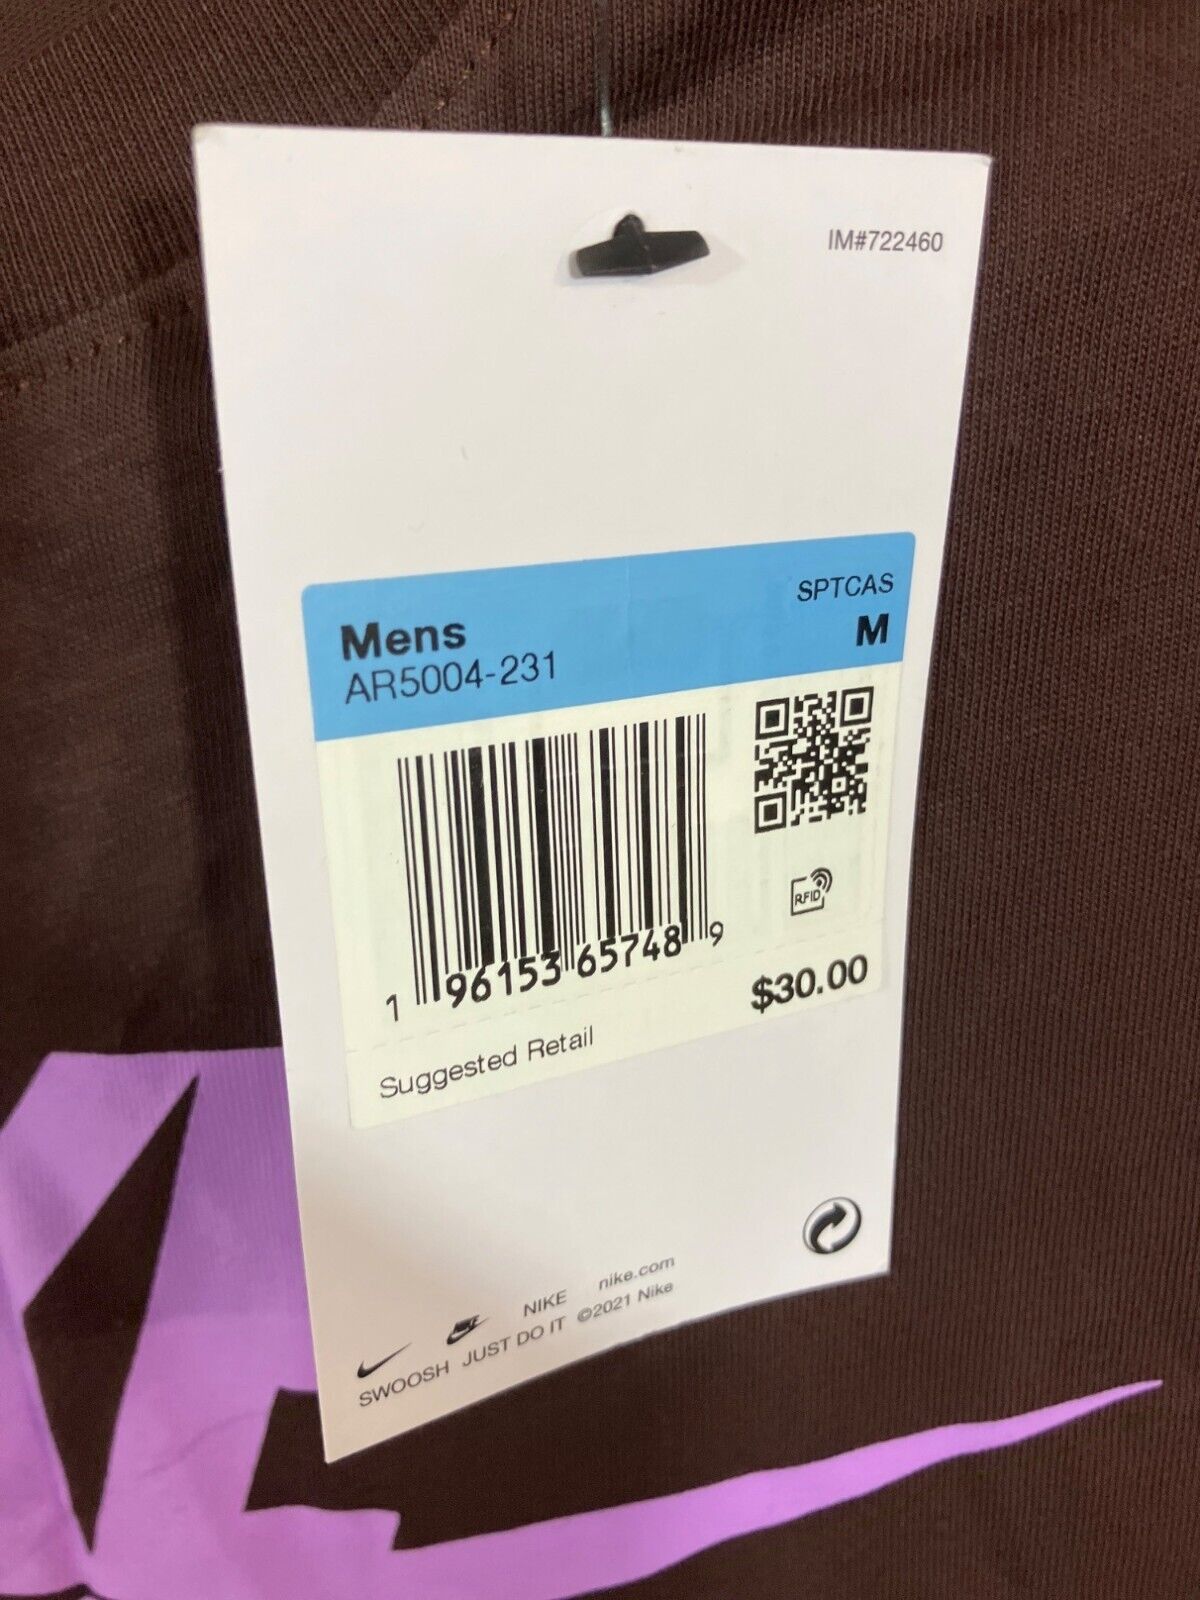 IM#722460
SPTCAS
Mens M
AR5004-231
RFID
1 96153 65748 9
$30.00
Suggested Retail
NIKE nike.com
SWOOSH JUST DO IT ©2021 Nike